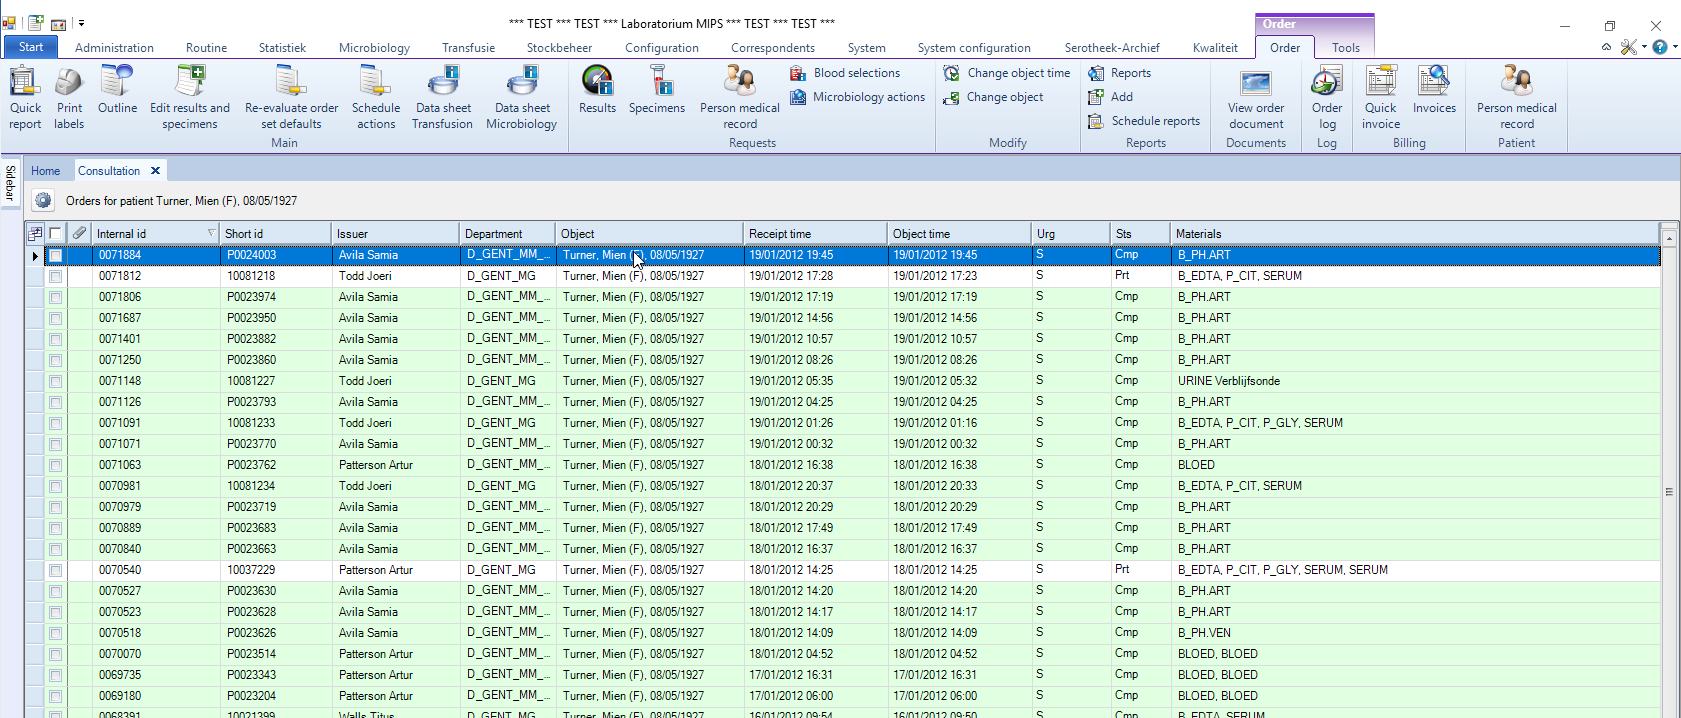 *** TEST *** TEST *** Laboratorium MIPS *** TEST *** TEST ***
Order
Start Administration Routine Statistiek Microbiology Transfusie Stockbeheer Configuration Correspondents System System configuration Serotheek-Archief Kwaliteit Order Tools
Quick report
Print labels
Outline
Edit results and specimens
Re-evaluate order set defaults
Schedule actions
Data sheet Transfusion
Data sheet Microbiology
Main
Results
Specimens
Person medical record
Blood selections
Microbiology actions
Requests
Change object time
Change object
Modify
Reports
Add
Schedule reports
Reports
View order document
Documents
Order log
Log
Quick invoice
Invoices
Billing
Person medical record
Patient
Sidebar
Home Consultation
Orders for patient Turner, Mien (F), 08/05/1927
Internal id Short id Issuer Department Object Receipt time Object time Urg Sts Materials
0071884 P0024003 Avila Samia D_GENT_MM_... Turner, Mien (F), 08/05/1927 19/01/2012 19:45 19/01/2012 19:45 S Cmp B_PH.ART
0071812 10081218 Todd Joeri D_GENT_MG Turner, Mien (F), 08/05/1927 19/01/2012 17:28 19/01/2012 17:23 S Prt B_EDTA, P_CIT, SERUM
0071806 P0023974 Avila Samia D_GENT_MM_... Turner, Mien (F), 08/05/1927 19/01/2012 17:19 19/01/2012 17:19 S Cmp B_PH.ART
0071687 P0023950 Avila Samia D_GENT_MM_... Turner, Mien (F), 08/05/1927 19/01/2012 14:56 19/01/2012 14:56 S Cmp B_PH.ART
0071401 P0023882 Avila Samia D_GENT_MM_... Turner, Mien (F), 08/05/1927 19/01/2012 10:57 19/01/2012 10:57 S Cmp B_PH.ART
0071250 P0023860 Avila Samia D_GENT_MM_... Turner, Mien (F), 08/05/1927 19/01/2012 08:26 19/01/2012 08:26 S Cmp B_PH.ART
0071148 10081227 Todd Joeri D_GENT_MG Turner, Mien (F), 08/05/1927 19/01/2012 05:35 19/01/2012 05:32 S Cmp URINE Verblijfsonde
0071126 P0023793 Avila Samia D_GENT_MM_... Turner, Mien (F), 08/05/1927 19/01/2012 04:25 19/01/2012 04:25 S Cmp B_PH.ART
0071091 10081233 Todd Joeri D_GENT_MG Turner, Mien (F), 08/05/1927 19/01/2012 01:26 19/01/2012 01:16 S Cmp B_EDTA, P_CIT, P_GLY, SERUM
0071071 P0023770 Avila Samia D_GENT_MM_... Turner, Mien (F), 08/05/1927 19/01/2012 00:32 19/01/2012 00:32 S Cmp B_PH.ART
0071063 P0023762 Patterson Artur D_GENT_MM_... Turner, Mien (F), 08/05/1927 18/01/2012 16:38 18/01/2012 16:38 S Cmp BLOED
0070981 10081234 Todd Joeri D_GENT_MG Turner, Mien (F), 08/05/1927 18/01/2012 20:37 18/01/2012 20:33 S Cmp B_EDTA, P_CIT, SERUM
0070979 P0023719 Avila Samia D_GENT_MM_... Turner, Mien (F), 08/05/1927 18/01/2012 20:29 18/01/2012 20:29 S Cmp B_PH.ART
0070889 P0023683 Avila Samia D_GENT_MM_... Turner, Mien (F), 08/05/1927 18/01/2012 17:49 18/01/2012 17:49 S Cmp B_PH.ART
0070840 P0023663 Avila Samia D_GENT_MM_... Turner, Mien (F), 08/05/1927 18/01/2012 16:37 18/01/2012 16:37 S Cmp B_PH.ART
0070540 10037229 Patterson Artur D_GENT_MG Turner, Mien (F), 08/05/1927 18/01/2012 14:25 18/01/2012 14:25 S Prt B_EDTA, P_CIT, P_GLY, SERUM, SERUM
0070527 P0023630 Avila Samia D_GENT_MM_... Turner, Mien (F), 08/05/1927 18/01/2012 14:20 18/01/2012 14:20 S Cmp B_PH.ART
0070523 P0023628 Avila Samia D_GENT_MM_... Turner, Mien (F), 08/05/1927 18/01/2012 14:17 18/01/2012 14:17 S Cmp B_PH.ART
0070518 P0023626 Avila Samia D_GENT_MM_... Turner, Mien (F), 08/05/1927 18/01/2012 14:09 18/01/2012 14:09 S Cmp B_PH.VEN
0070070 P0023514 Patterson Artur D_GENT_MM_... Turner, Mien (F), 08/05/1927 18/01/2012 04:52 18/01/2012 04:52 S Cmp BLOED, BLOED
0069735 P0023343 Patterson Artur D_GENT_MM_... Turner, Mien (F), 08/05/1927 17/01/2012 16:31 17/01/2012 16:31 S Cmp BLOED, BLOED
0069180 P0023204 Patterson Artur D_GENT_MM_... Turner, Mien (F), 08/05/1927 17/01/2012 06:00 17/01/2012 06:00 S Cmp BLOED, BLOED
0068391 10021399 Walls Titus D_GENT_MG Turner, Mien (F), 08/05/1927 16/01/2012 09:54 16/01/2012 09:50 S Cmp B_EDTA, SERUM